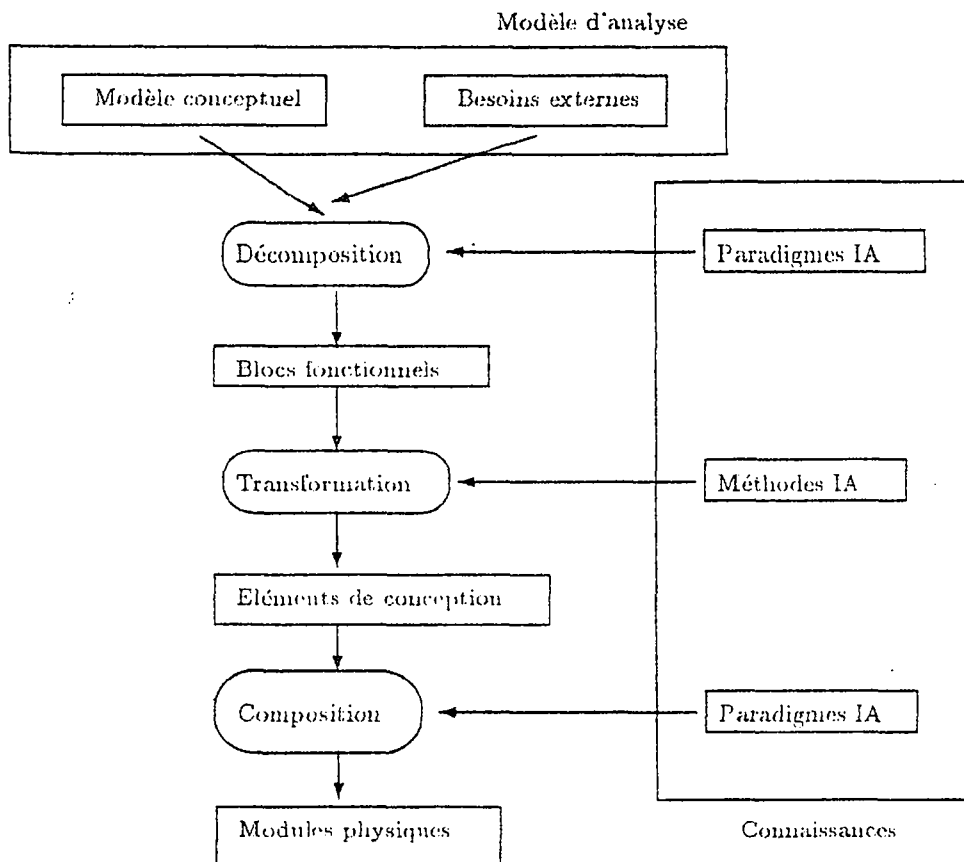 Modèle d'analyse
Modèle conceptuel
Besoins externes
Décomposition
Paradigmes IA
Blocs fonctionnels
Transformation
Méthodes IA
Eléments de conception
Composition
Paradigmes IA
Modules physiques
Connaissances